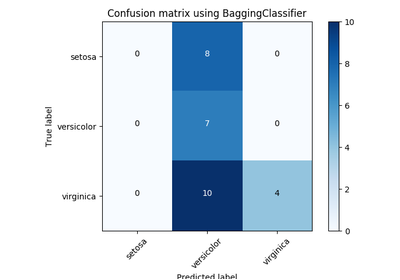 Confusion matrix using BaggingClassifier
True label
setosa 0 8 0
versicolor 0 7 0
virginica 0 10 4
setosa versicolor virginica
Predicted label
10
8
6
4
2
0